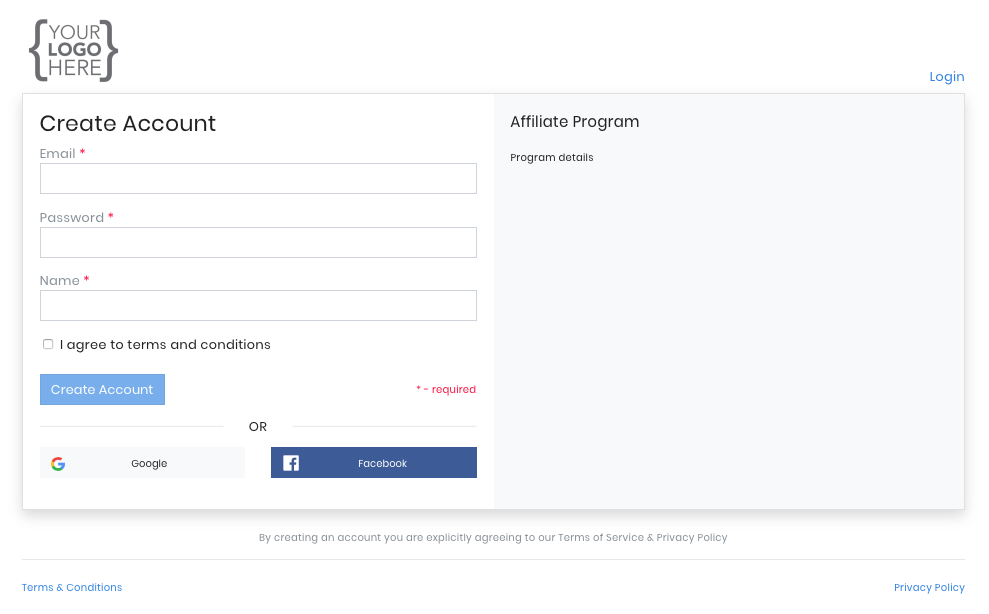 YOUR
LOGO
HERE
Login
Create Account
Email *
Password *
Name *
I agree to terms and conditions
Create Account
* - required
OR
Google
Facebook
Affiliate Program
Program details
By creating an account you are explicitly agreeing to our Terms of Service & Privacy Policy
Terms & Conditions
Privacy Policy